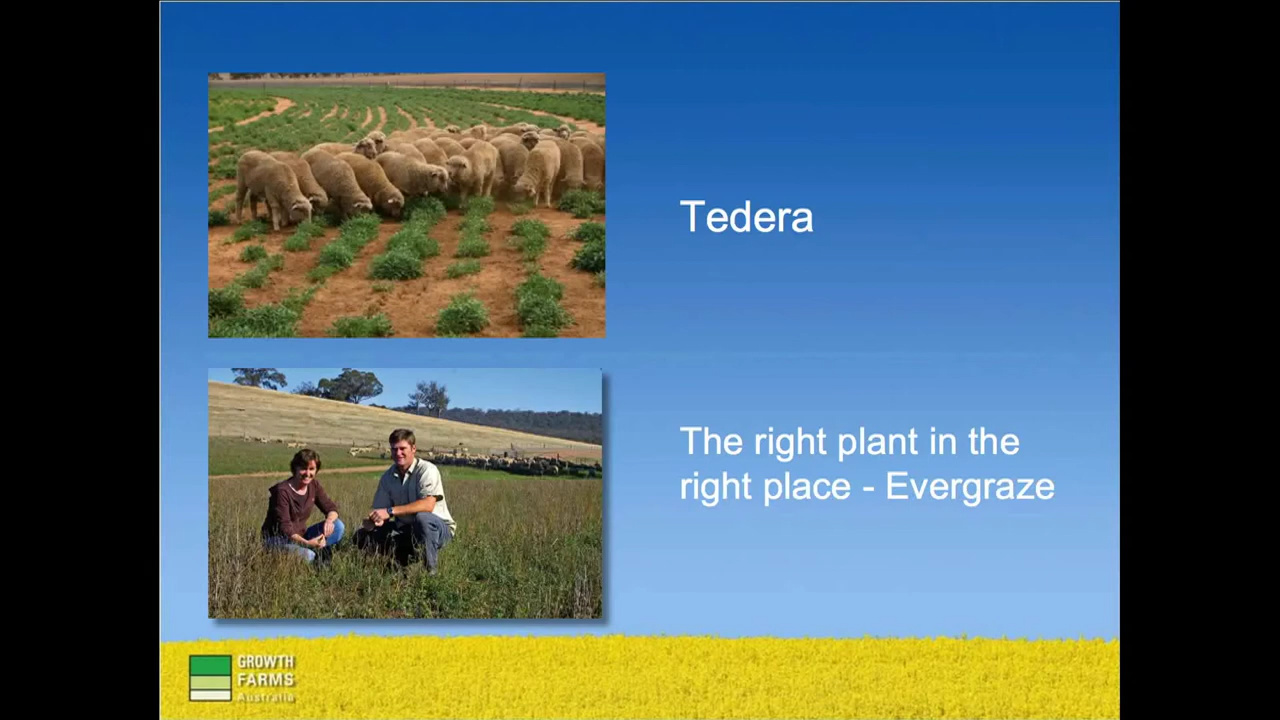 Tedera
The right plant in the
right place - Evergraze
GROWTH
FARMS
Australia